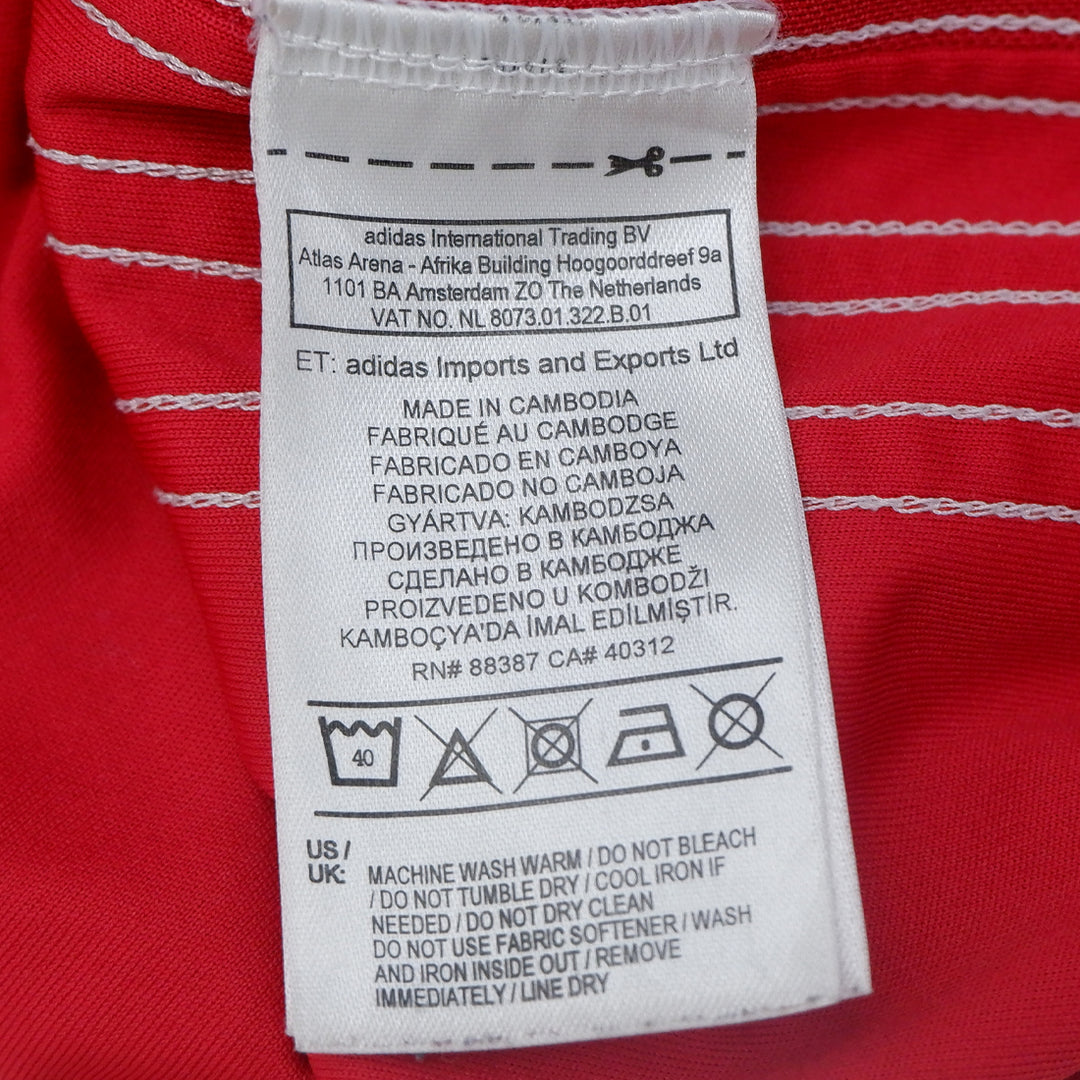 adidas International Trading BV
Atlas Arena - Afrika Building Hoogoorddreef 9a
1101 BA Amsterdam ZO The Netherlands
VAT NO. NL 8073.01.322.B.01
ET: adidas Imports and Exports Ltd
MADE IN CAMBODIA
FABRIQUÉ AU CAMBODGE
FABRICADO EN CAMBOYA
FABRICADO NO CAMBOJA
GYÁRTVA: KAMBODZSA
ПРОИЗВЕДЕНО В КАМБОДЖА
СДЕЛАНО В КАМБОДЖЕ
PROIZVEDENO U KOMBODŽI
KAMBOÇYA'DA İMAL EDİLMİŞTİR.
RN# 88387 CA# 40312
40
US / MACHINE WASH WARM / DO NOT BLEACH
UK: / DO NOT TUMBLE DRY / COOL IRON IF
NEEDED / DO NOT DRY CLEAN
DO NOT USE FABRIC SOFTENER / WASH
AND IRON INSIDE OUT / REMOVE
IMMEDIATELY / LINE DRY